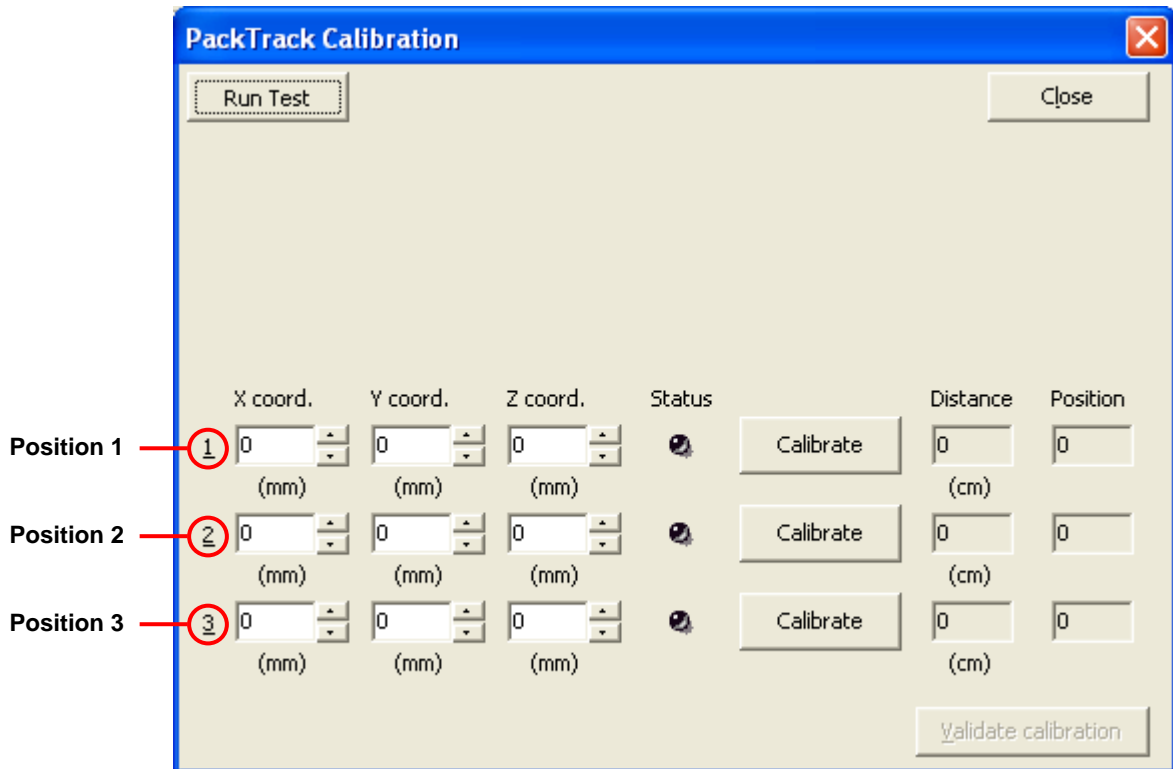 PackTrack Calibration
Run Test
Close
X coord. Y coord. Z coord. Status Distance Position
Position 1 1 0 0 0 Calibrate 0 0
(mm) (mm) (mm) (cm)
Position 2 2 0 0 0 Calibrate 0 0
(mm) (mm) (mm) (cm)
Position 3 3 0 0 0 Calibrate 0 0
(mm) (mm) (mm) (cm)
Validate calibration